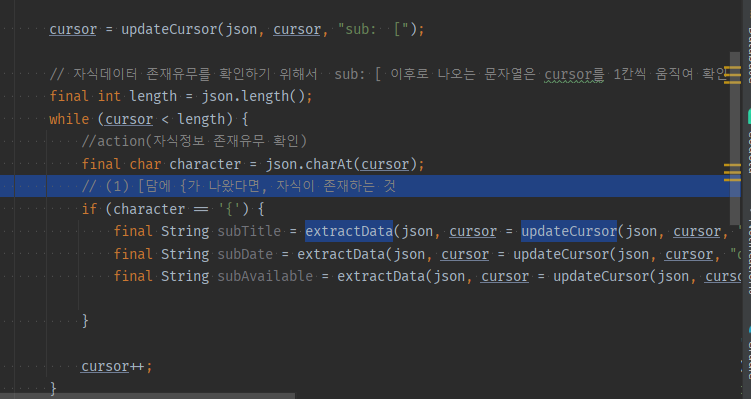 cursor = updateCursor(json, cursor, "sub: [");
// 자식데이터 존재유무를 확인하기 위해서 sub: [ 이후로 나오는 문자열은 cursor를 1칸씩 움직여 확인
final int length = json.length();
while (cursor < length) {
//action(자식정보 존재유무 확인)
final char character = json.charAt(cursor);
// (1) [담에 {가 나왔다면, 자식이 존재하는 것
if (character == '{') {
final String subTitle = extractData(json, cursor = updateCursor(json, cursor, "
final String subDate = extractData(json, cursor = updateCursor(json, cursor, "d
final String subAvailable = extractData(json, cursor = updateCursor(json, curso
}
cursor++;
}